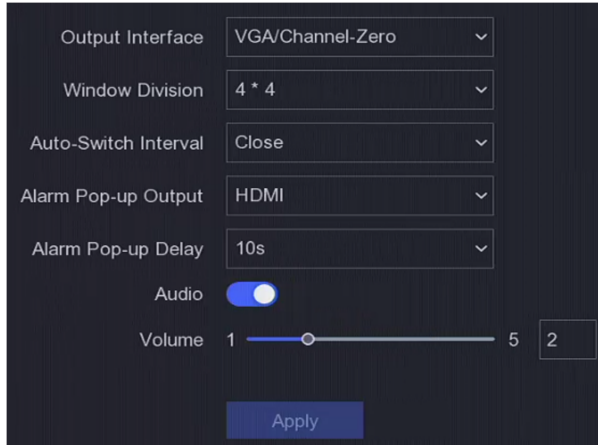 Output Interface VGA/Channel-Zero
Window Division 4 * 4
Auto-Switch Interval Close
Alarm Pop-up Output HDMI
Alarm Pop-up Delay 10s
Audio
Volume 1 5 2
Apply